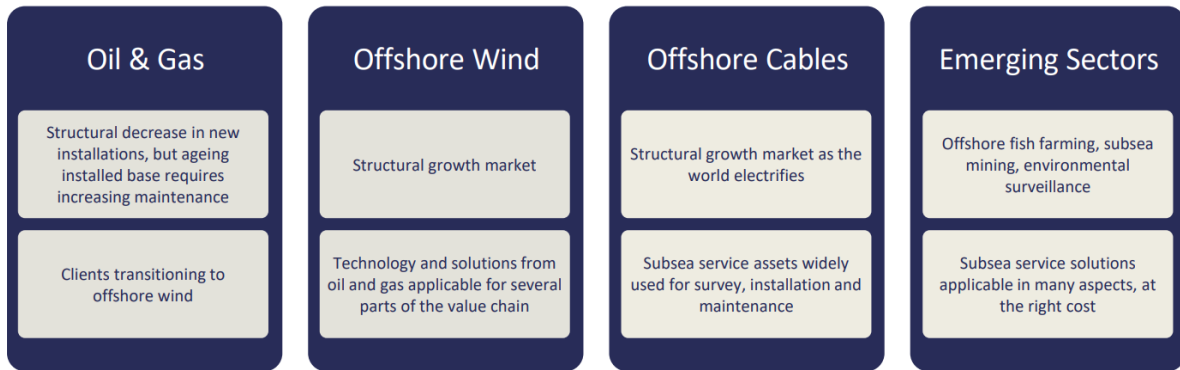 Oil & Gas
Structural decrease in new
installations, but ageing
installed base requires
increasing maintenance
Clients transitioning to
offshore wind
Offshore Wind
Structural growth market
Technology and solutions from
oil and gas applicable for several
parts of the value chain
Offshore Cables
Structural growth market as the
world electrifies
Subsea service assets widely
used for survey, installation and
maintenance
Emerging Sectors
Offshore fish farming, subsea
mining, environmental
surveillance
Subsea service solutions
applicable in many aspects, at
the right cost